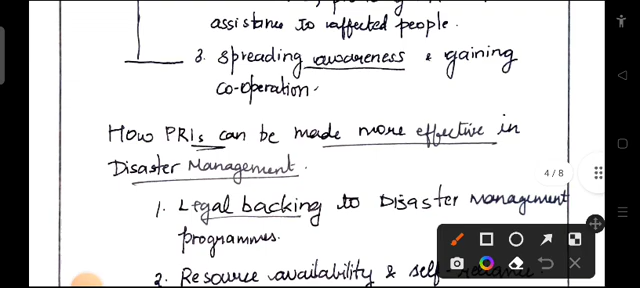 assistance to affected people.
3. Spreading awareness & gaining
co-operation.
How PRIs can be made more effective in
Disaster Management.
4/8
1. Legal backing to Disaster Management
programmes.
2. Resource availability & self-